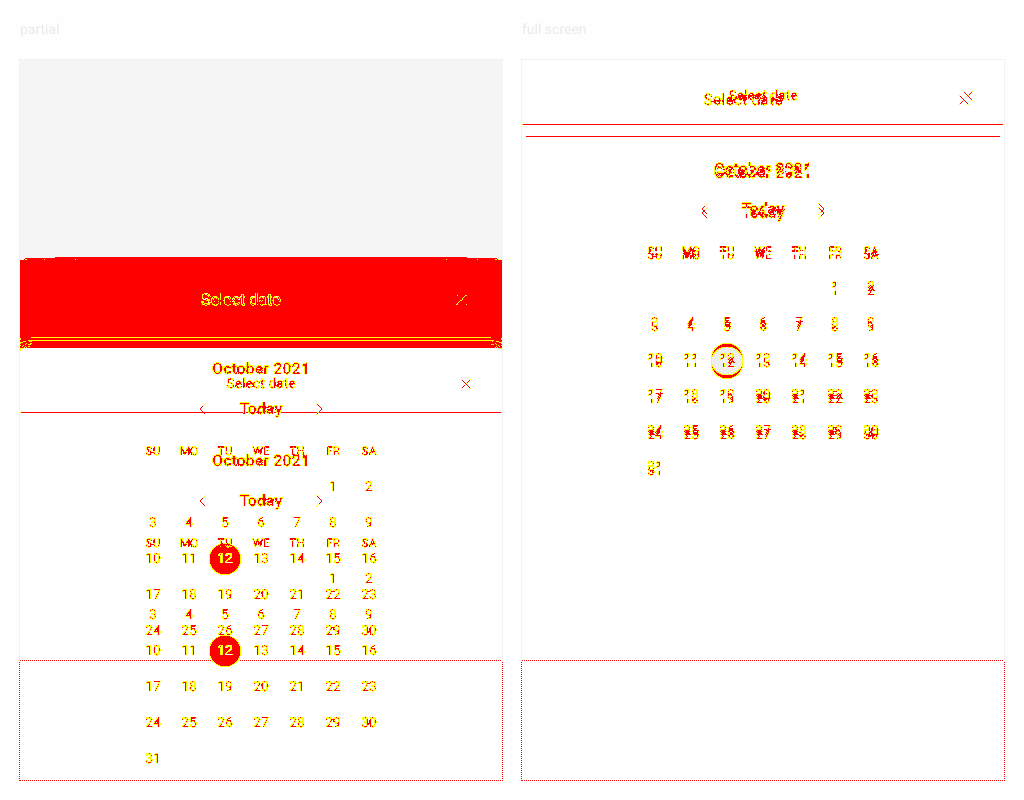 partial
Select date
October 2021
Select date
Today
SU MO TU WE TH FR SA
October 2021
1 2
Today
3 4 5 6 7 8 9
SU MO TU WE TH FR SA
10 11 12 13 14 15 16
1 2
17 18 19 20 21 22 23
3 4 5 6 7 8 9
24 25 26 27 28 29 30
10 11 12 13 14 15 16
17 18 19 20 21 22 23
24 25 26 27 28 29 30
31
full screen
Select date
Select date
October 2021
Today
SU MO TU WE TH FR SA
1 2
3 4 5 6 7 8 9
10 11 12 13 14 15 16
17 18 19 20 21 22 23
24 25 26 27 28 29 30
31